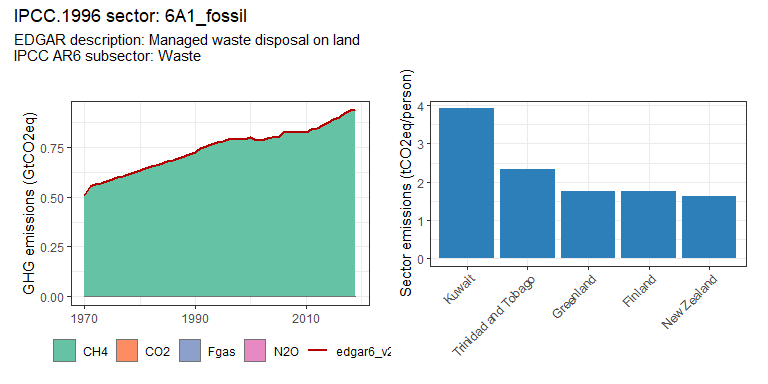 IPCC.1996 sector: 6A1_fossil
EDGAR description: Managed waste disposal on land
IPCC AR6 subsector: Waste
GHG emissions (GtCO2eq)
0.75
0.50
0.25
0.00
1970
1990
2010
CH4
CO2
Fgas
N2O
edgar6_v2
Sector emissions (tCO2eq/person)
4
3
2
1
0
Kuwait
Trinidad and Tobago
Greenland
Finland
New Zealand